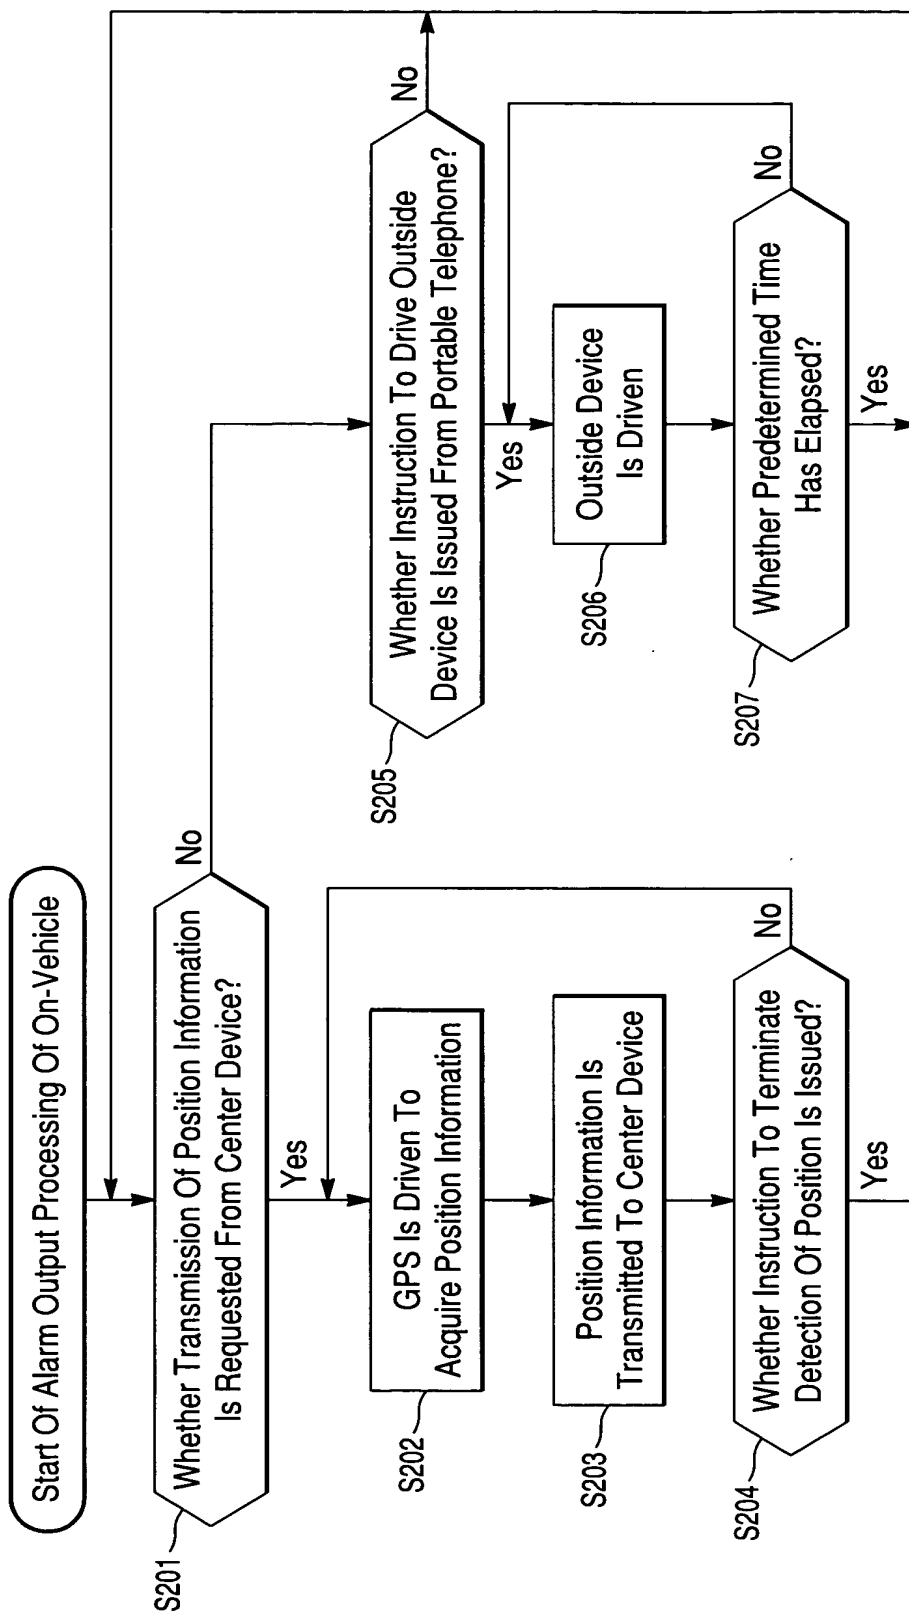 Start Of Alarm Output Processing Of On-Vehicle
S201
Whether Transmission Of Position Information
Is Requested From Center Device?
No
Yes
S202
GPS Is Driven To
Acquire Position Information
S203
Position Information Is
Transmitted To Center Device
S204
Whether Instruction To Terminate
Detection Of Position Is Issued?
No
Yes
S205
Whether Instruction To Drive Outside
Device Is Issued From Portable Telephone?
No
Yes
S206
Outside Device
Is Driven
S207
Whether Predetermined Time
Has Elapsed?
No
Yes